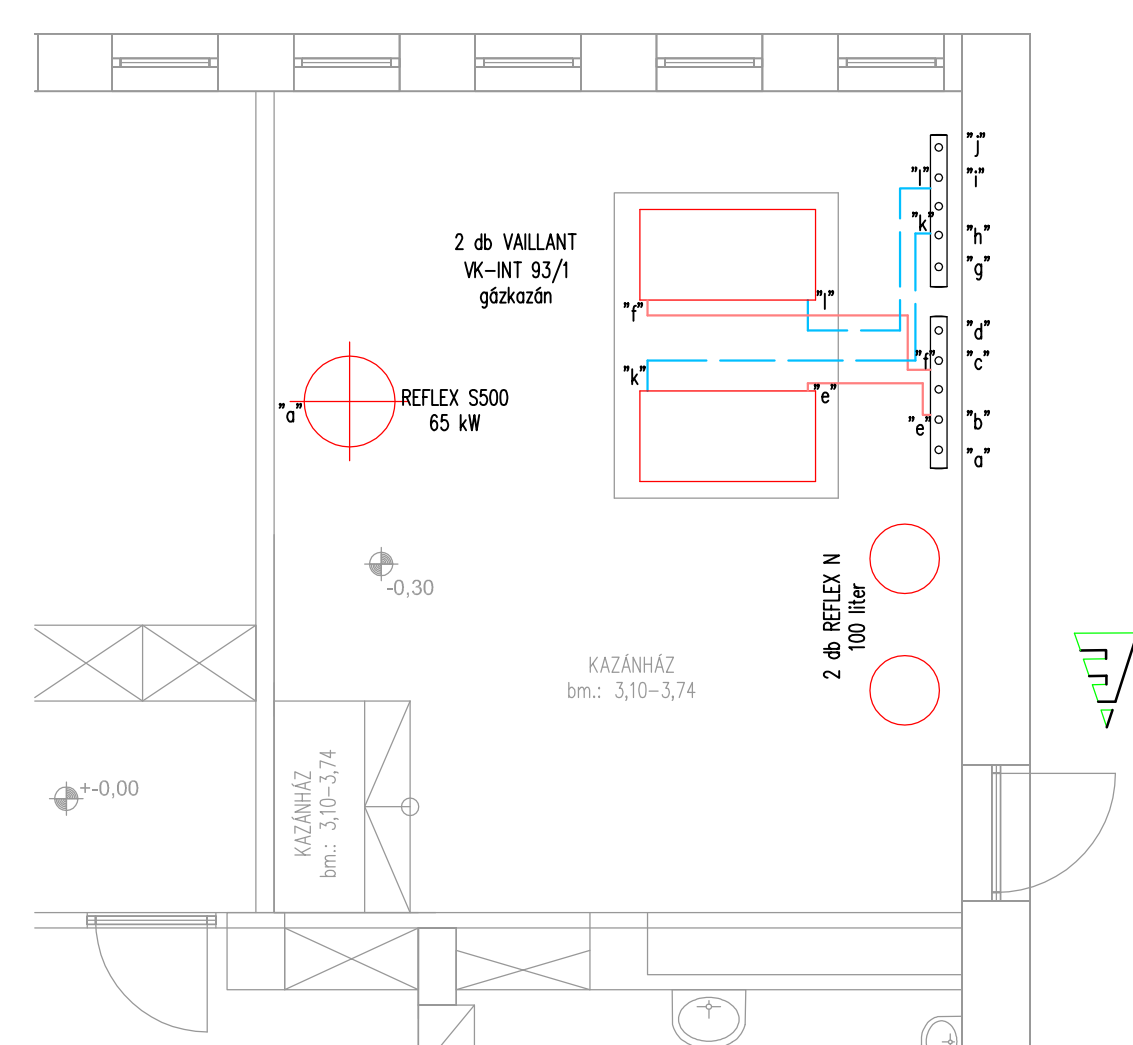 "j"
"l"
"i"
"k"
"h"
"g"
2 db VAILLANT
VK-INT 93/1
gázkazán
"f"
"l"
"d"
"f"
"c"
"k"
"e"
REFLEX S500
65 kW
"a"
"e"
"b"
"a"
-0,30
2 db REFLEX N
100 liter
KAZÁNHÁZ
bm.: 3,10-3,74
KAZÁNHÁZ
bm.: 3,10-3,74
+-0,00